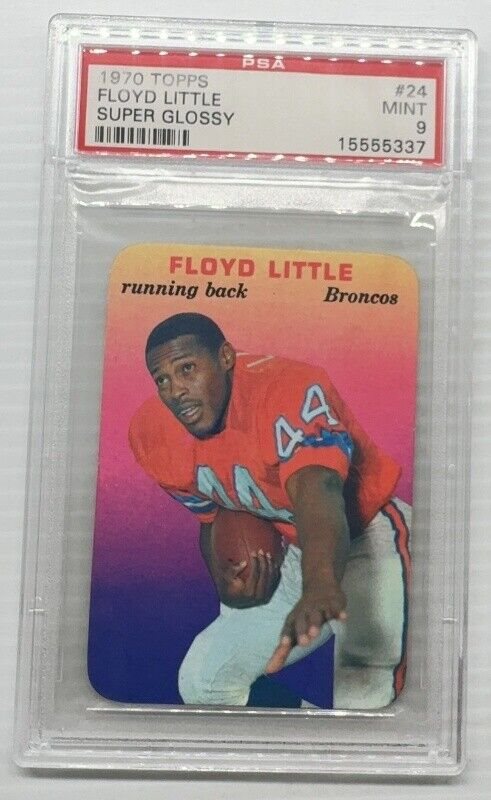 PSA
1970 TOPPS #24
FLOYD LITTLE MINT
SUPER GLOSSY 9
15555337
FLOYD LITTLE
running back Broncos
44
44